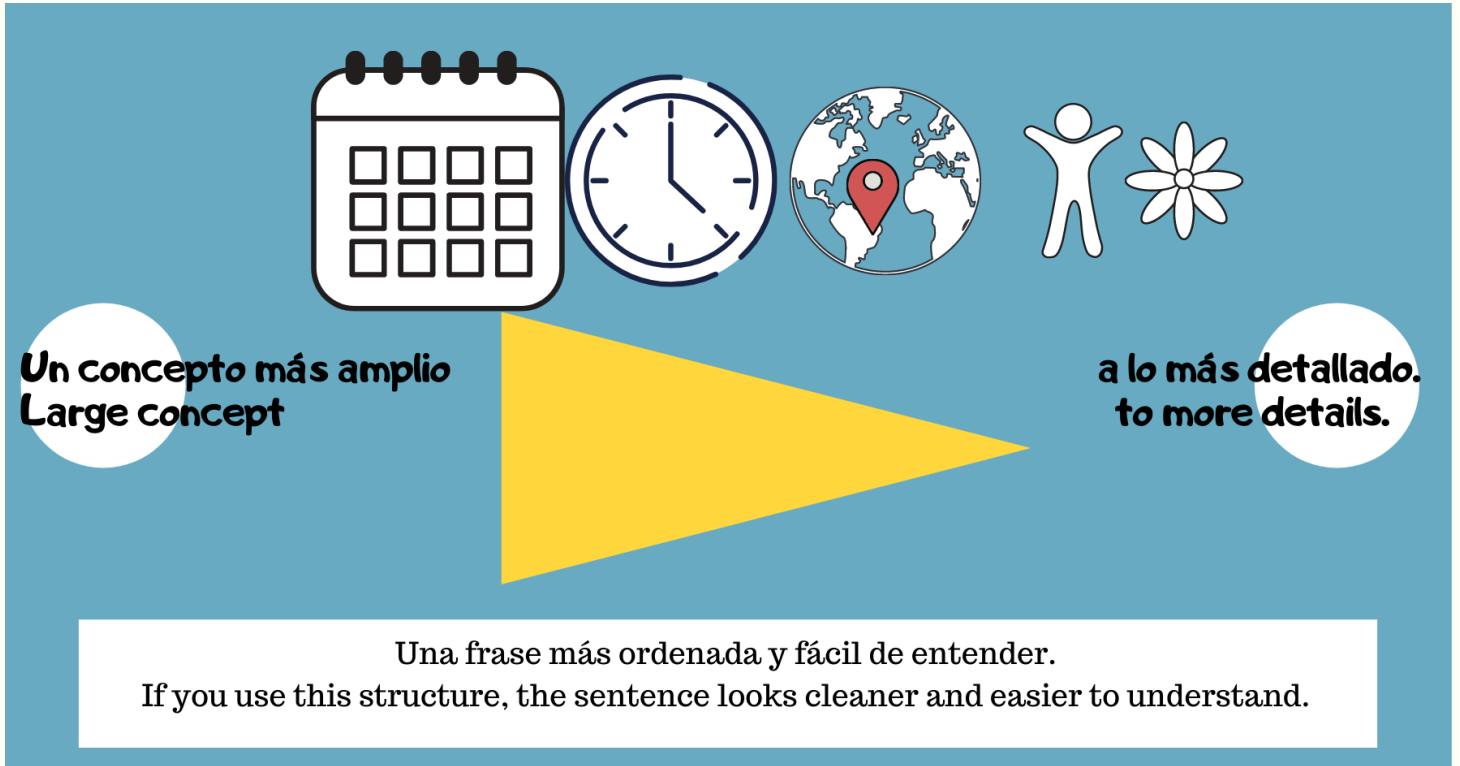 Un concepto más amplio
Large concept
a lo más detallado.
to more details.
Una frase más ordenada y fácil de entender.
If you use this structure, the sentence looks cleaner and easier to understand.